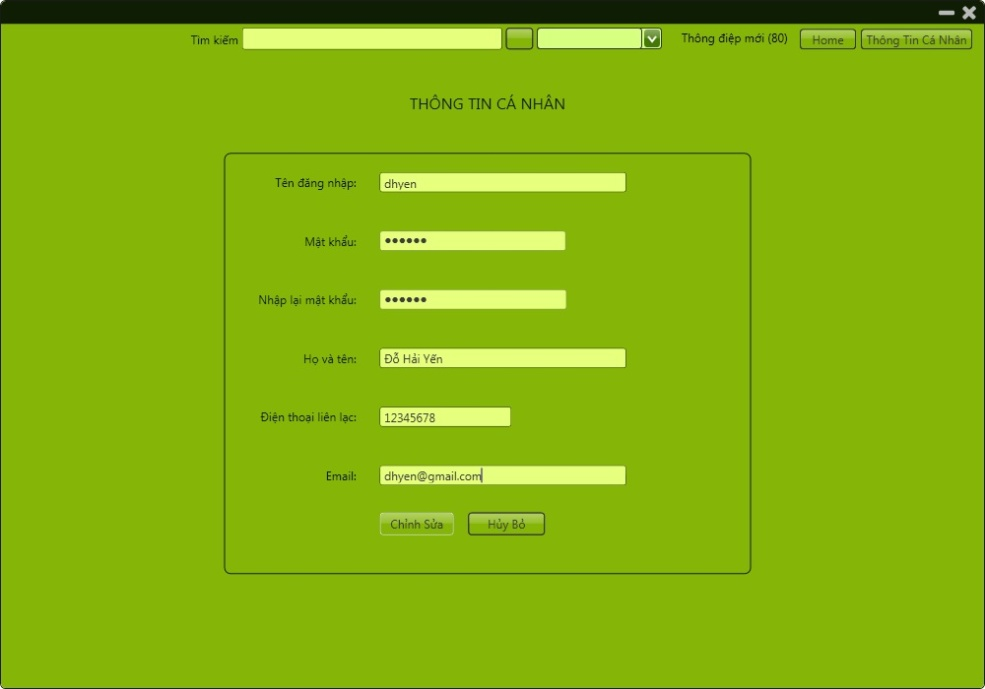 Tìm kiếm Thông điệp mới (80) Home Thông Tin Cá Nhân
THÔNG TIN CÁ NHÂN
Tên đăng nhập: dhyen
Mật khẩu: ●●●●●●
Nhập lại mật khẩu: ●●●●●●
Họ và tên: Đỗ Hải Yến
Điện thoại liên lạc: 12345678
Email: dhyen@gmail.com
Chỉnh Sửa Hủy Bỏ